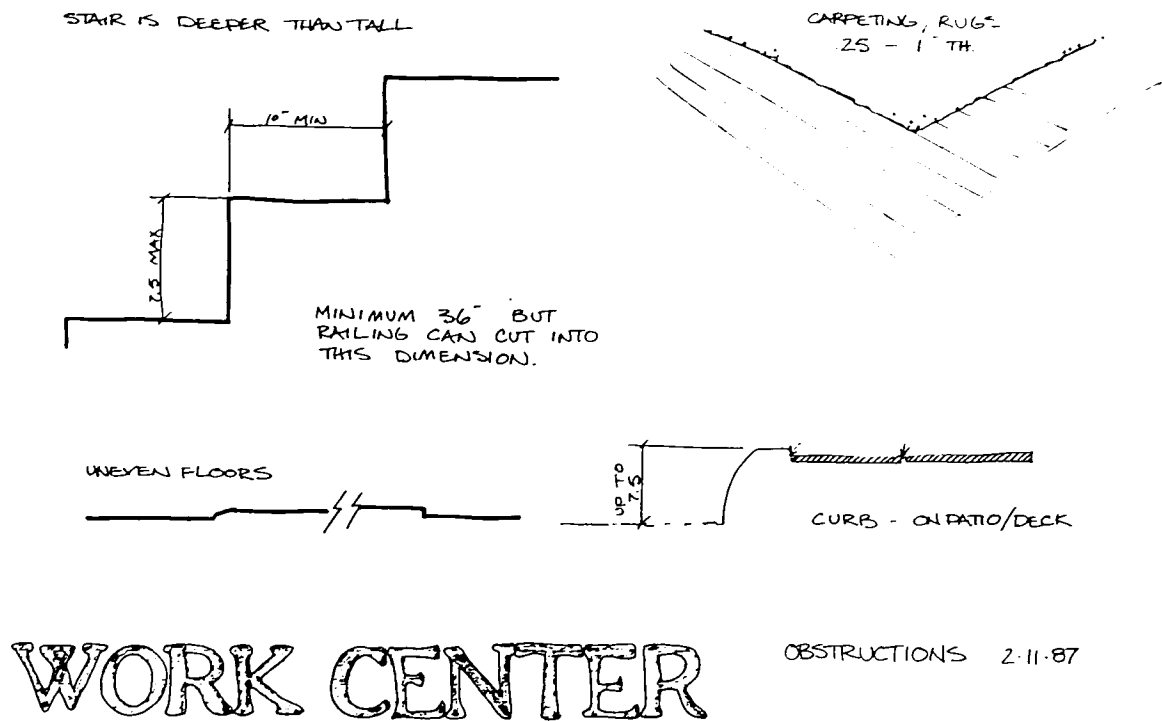 STAIR IS DEEPER THAN TALL
10" MIN
7.5 MAX
MINIMUM 36" BUT
RAILING CAN CUT INTO
THIS DIMENSION.
CARPETING, RUGS
.25 - 1" TH.
UNEVEN FLOORS
UP TO
7.5
CURB - ON PATIO/DECK
WORK CENTER
OBSTRUCTIONS 2.11.87